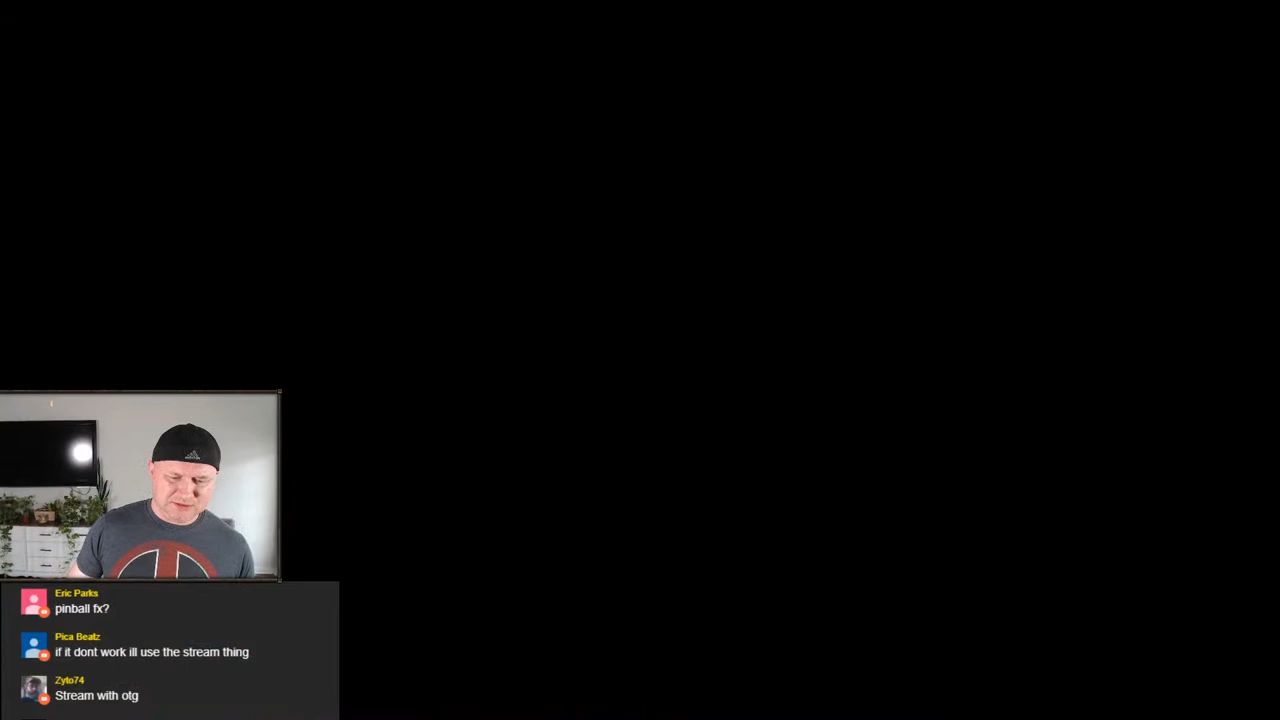 Eric Parks
pinball fx?
Pica Beatz
if it dont work ill use the stream thing
Zyto74
Stream with otg